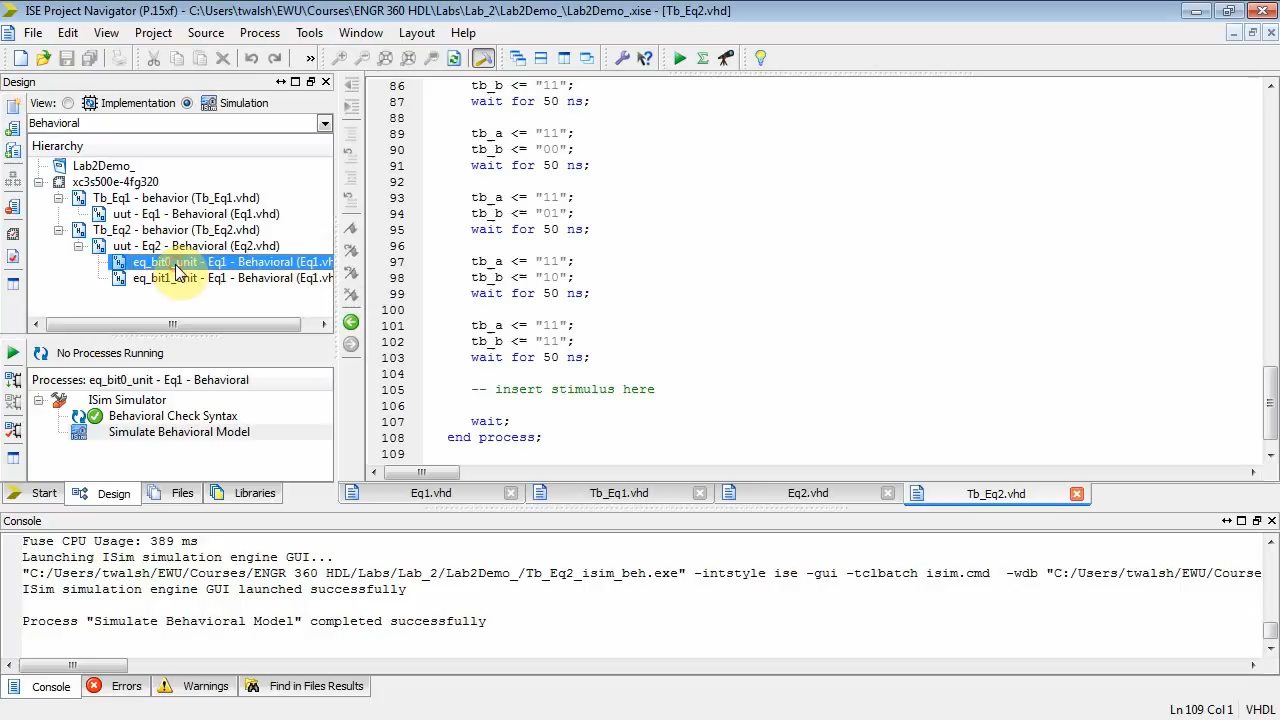 ISE Project Navigator (P.15xf) - C:\Users\twalsh\EWU\Courses\ENGR 360 HDL\Labs\Lab_2\Lab2Demo_\Lab2Demo_.xise - [Tb_Eq2.vhd]
File Edit View Project Source Process Tools Window Layout Help
»
Design
View: Implementation Simulation
Behavioral
Hierarchy
Lab2Demo_
xc3s500e-4fg320
Tb_Eq1 - behavior (Tb_Eq1.vhd)
uut - Eq1 - Behavioral (Eq1.vhd)
Tb_Eq2 - behavior (Tb_Eq2.vhd)
uut - Eq2 - Behavioral (Eq2.vhd)
eq_bit0_unit - Eq1 - Behavioral (Eq1.vh
eq_bit1_unit - Eq1 - Behavioral (Eq1.vh
No Processes Running
Processes: eq_bit0_unit - Eq1 - Behavioral
ISim Simulator
Behavioral Check Syntax
Simulate Behavioral Model
Start Design Files Libraries
86 tb_b <= "11";
87 wait for 50 ns;
88
89 tb_a <= "11";
90 tb_b <= "00";
91 wait for 50 ns;
92
93 tb_a <= "11";
94 tb_b <= "01";
95 wait for 50 ns;
96
97 tb_a <= "11";
98 tb_b <= "10";
99 wait for 50 ns;
100
101 tb_a <= "11";
102 tb_b <= "11";
103 wait for 50 ns;
104
105 -- insert stimulus here
106
107 wait;
108 end process;
109
Eq1.vhd Tb_Eq1.vhd Eq2.vhd Tb_Eq2.vhd
Console
Fuse CPU Usage: 389 ms
Launching ISim simulation engine GUI...
"C:/Users/twalsh/EWU/Courses/ENGR 360 HDL/Labs/Lab_2/Lab2Demo_/Tb_Eq2_isim_beh.exe" -intstyle ise -gui -tclbatch isim.cmd -wdb "C:/Users/twalsh/EWU/Course
ISim simulation engine GUI launched successfully
Process "Simulate Behavioral Model" completed successfully
Console Errors Warnings Find in Files Results
Ln 109 Col 1 VHDL